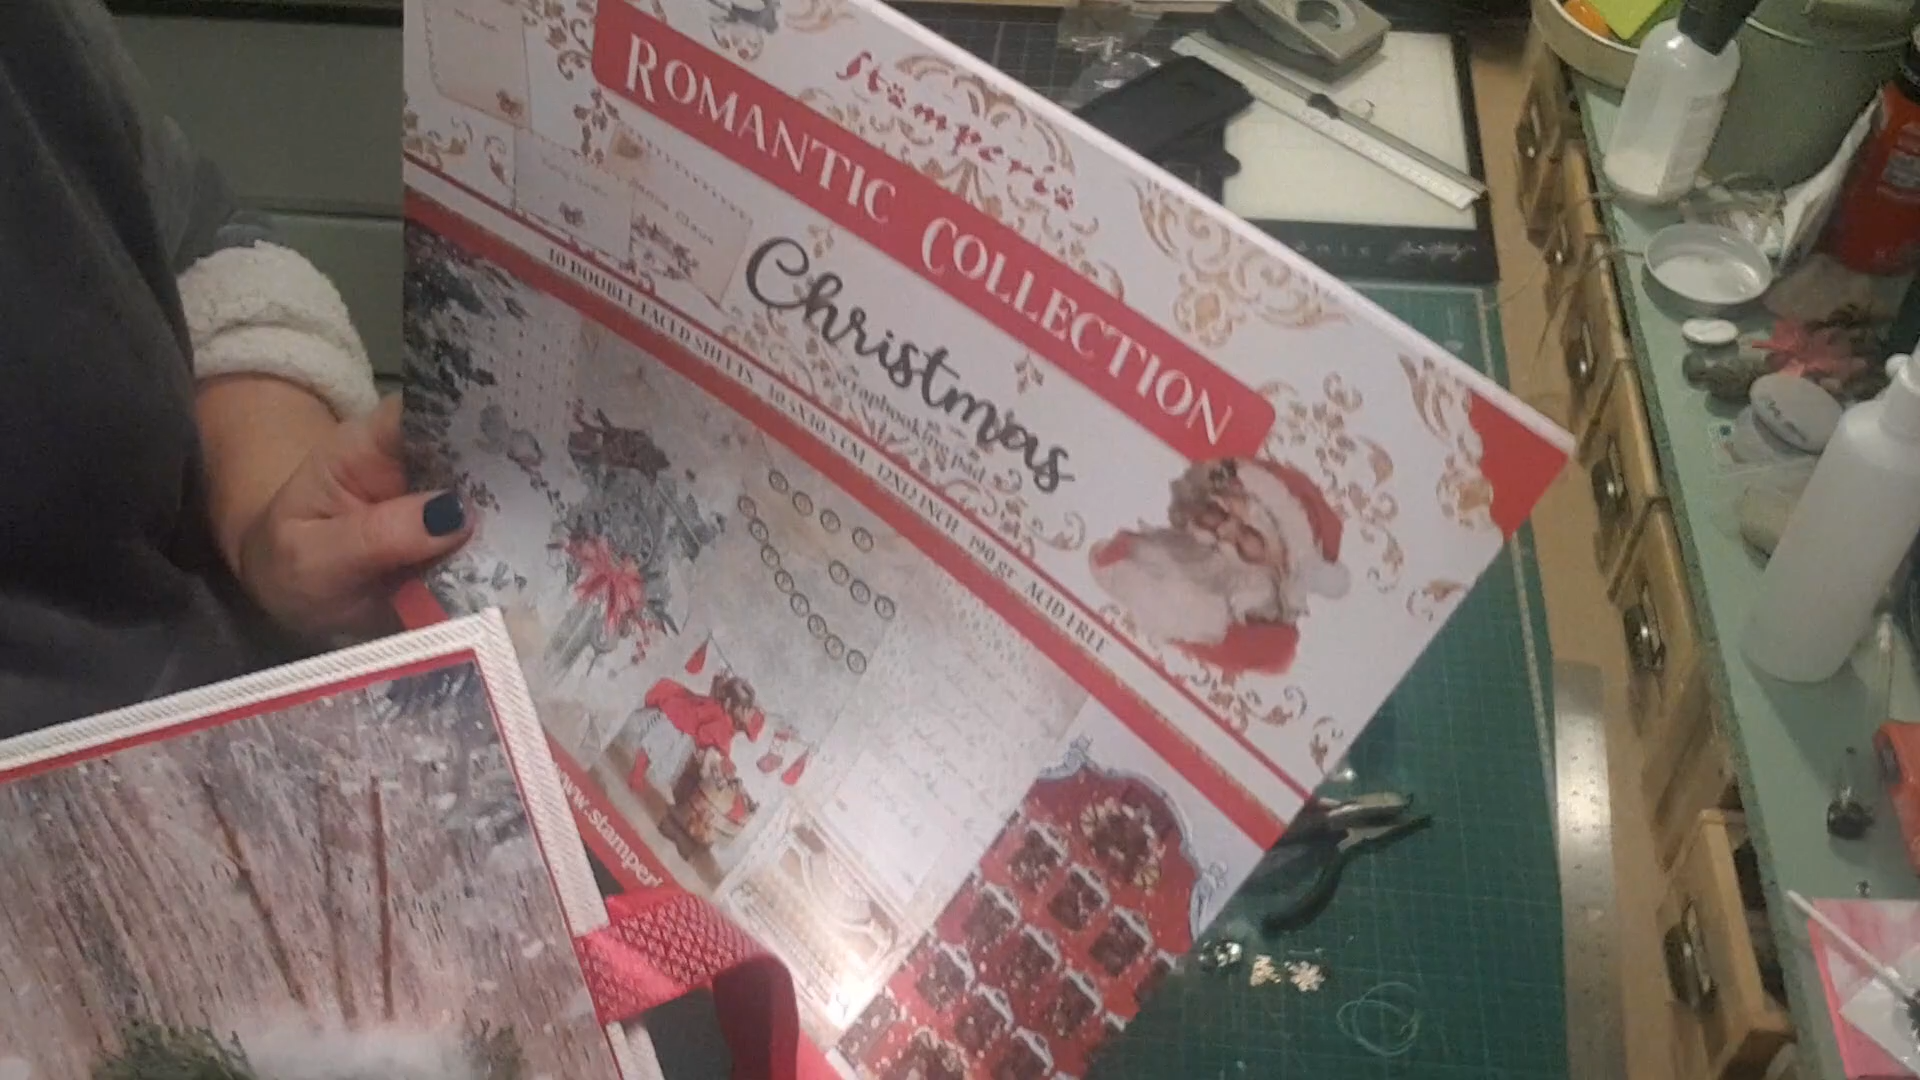 Stamperia
ROMANTIC COLLECTION
Christmas
scrapbooking pad
10 DOUBLE FACED SHEETS 30.5X30.5 CM 12X12 INCH 190 gr ACID FREE
www.stamperi